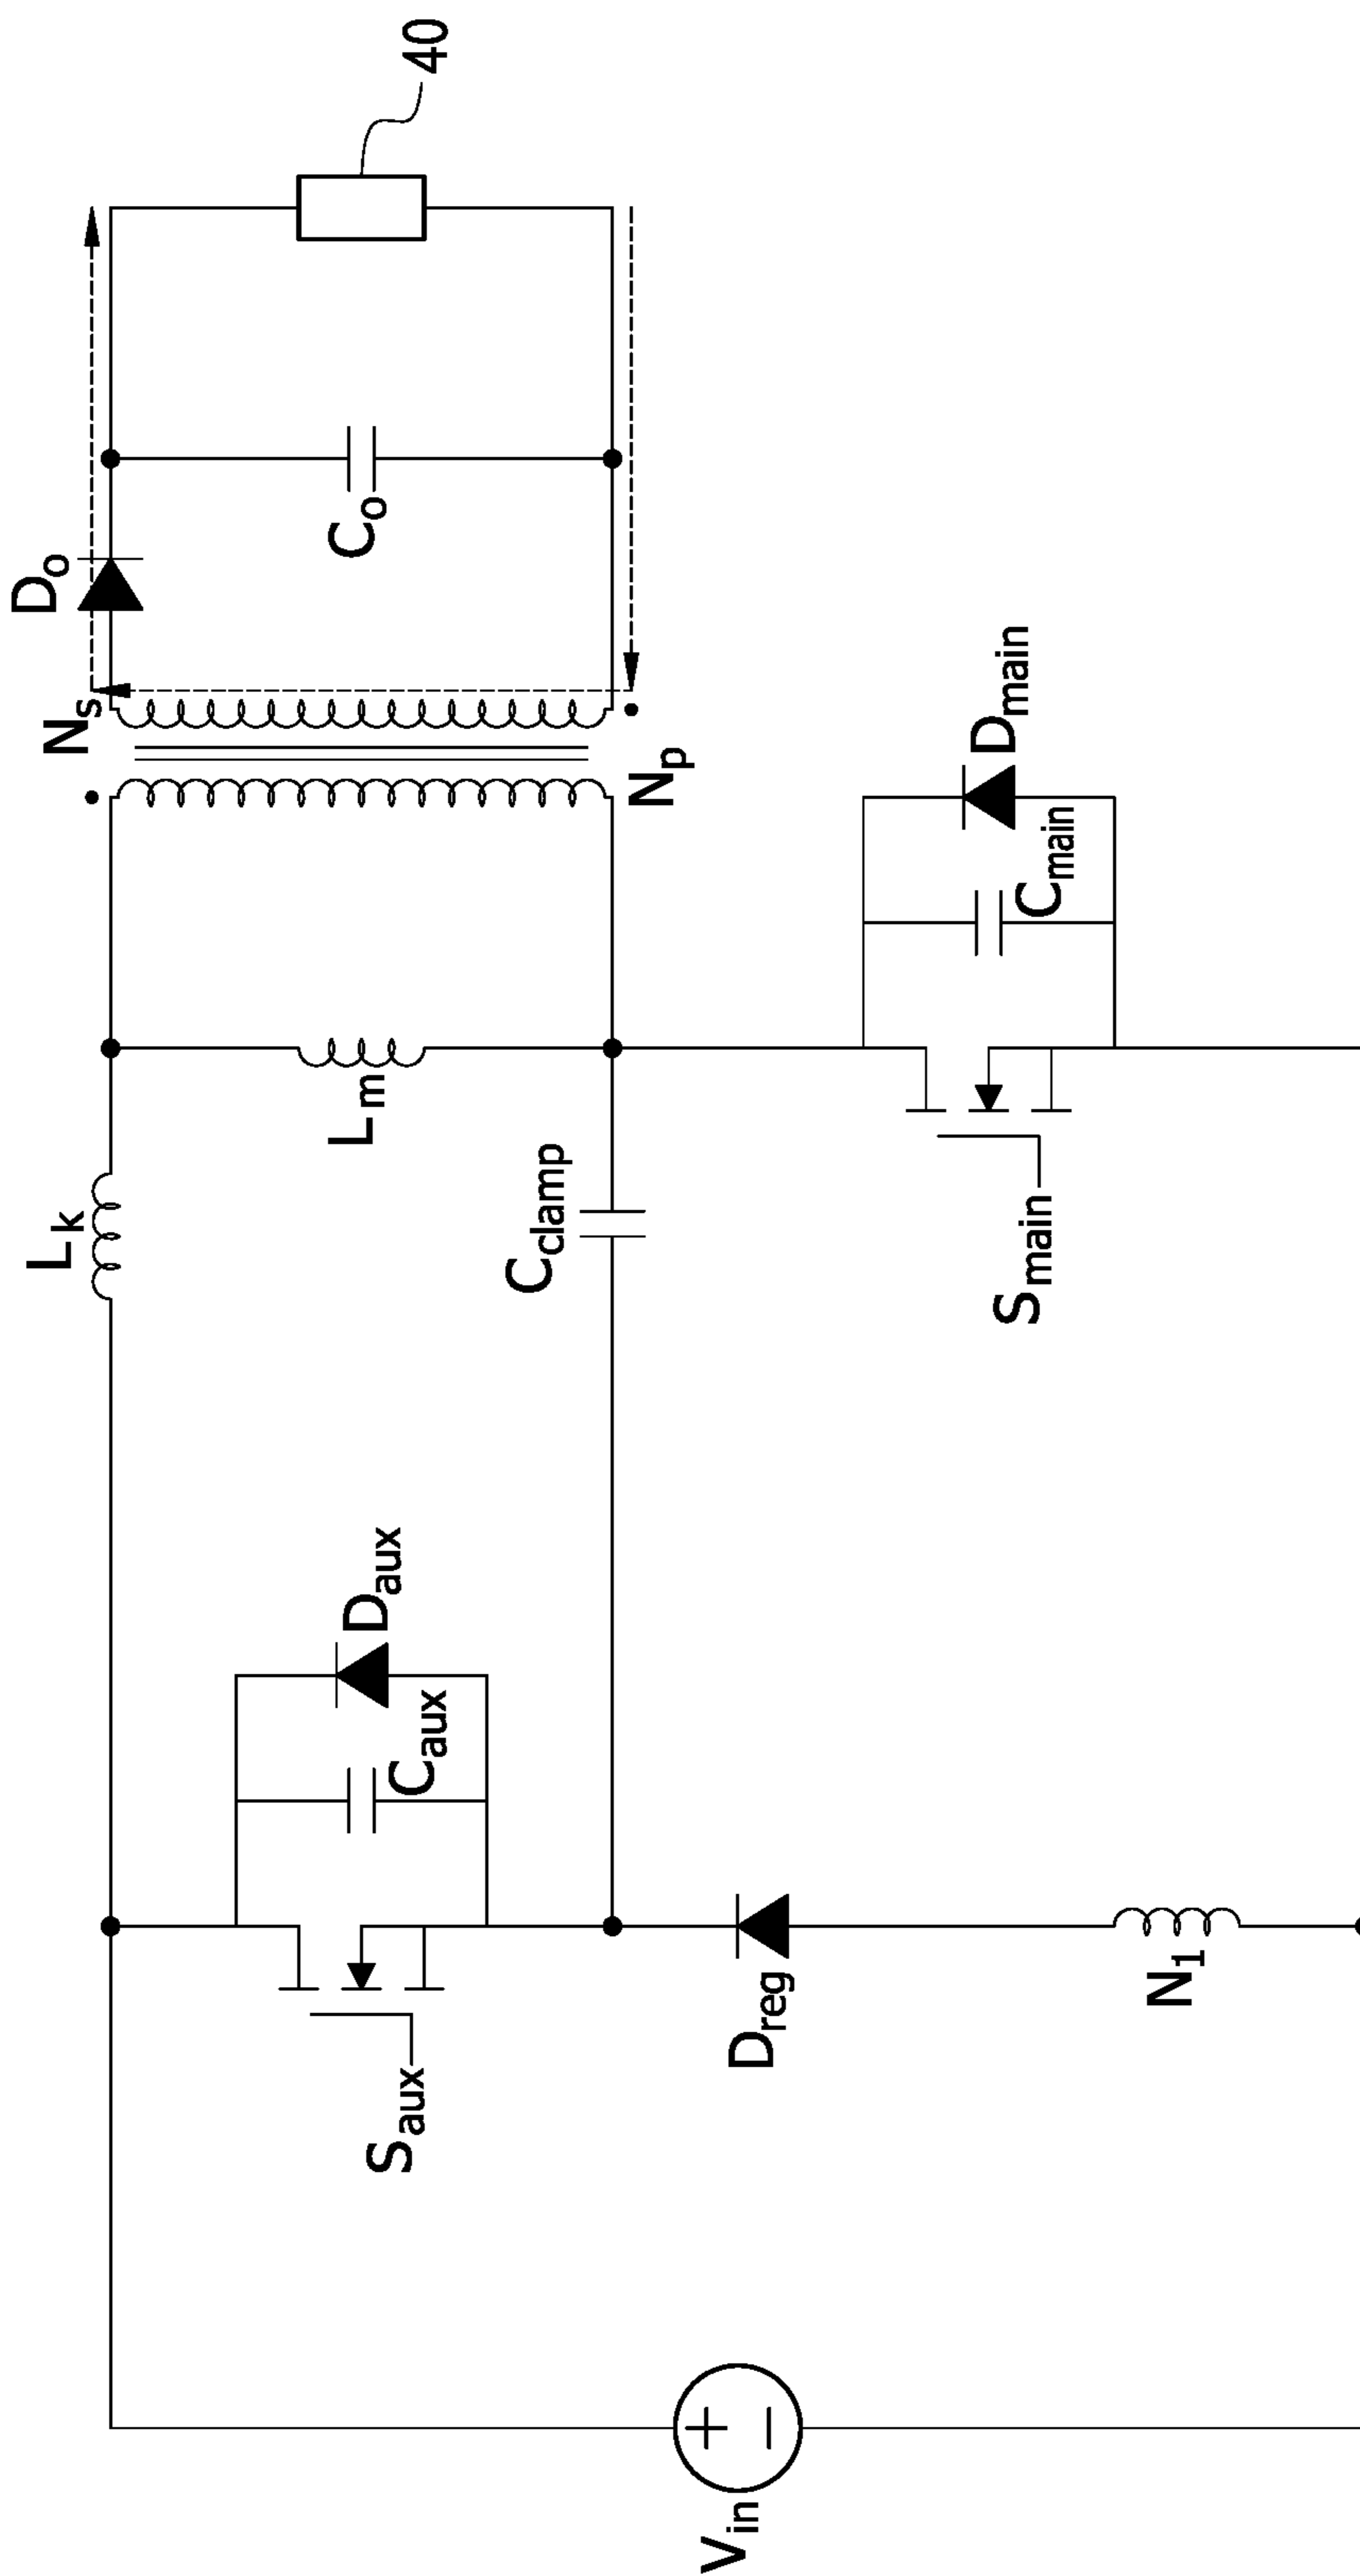 Vin
+
−
Saux
Caux
Daux
Dreg
N1
Lk
Cclamp
Lm
Smain
Cmain
Dmain
Np
Ns
Do
Co
40